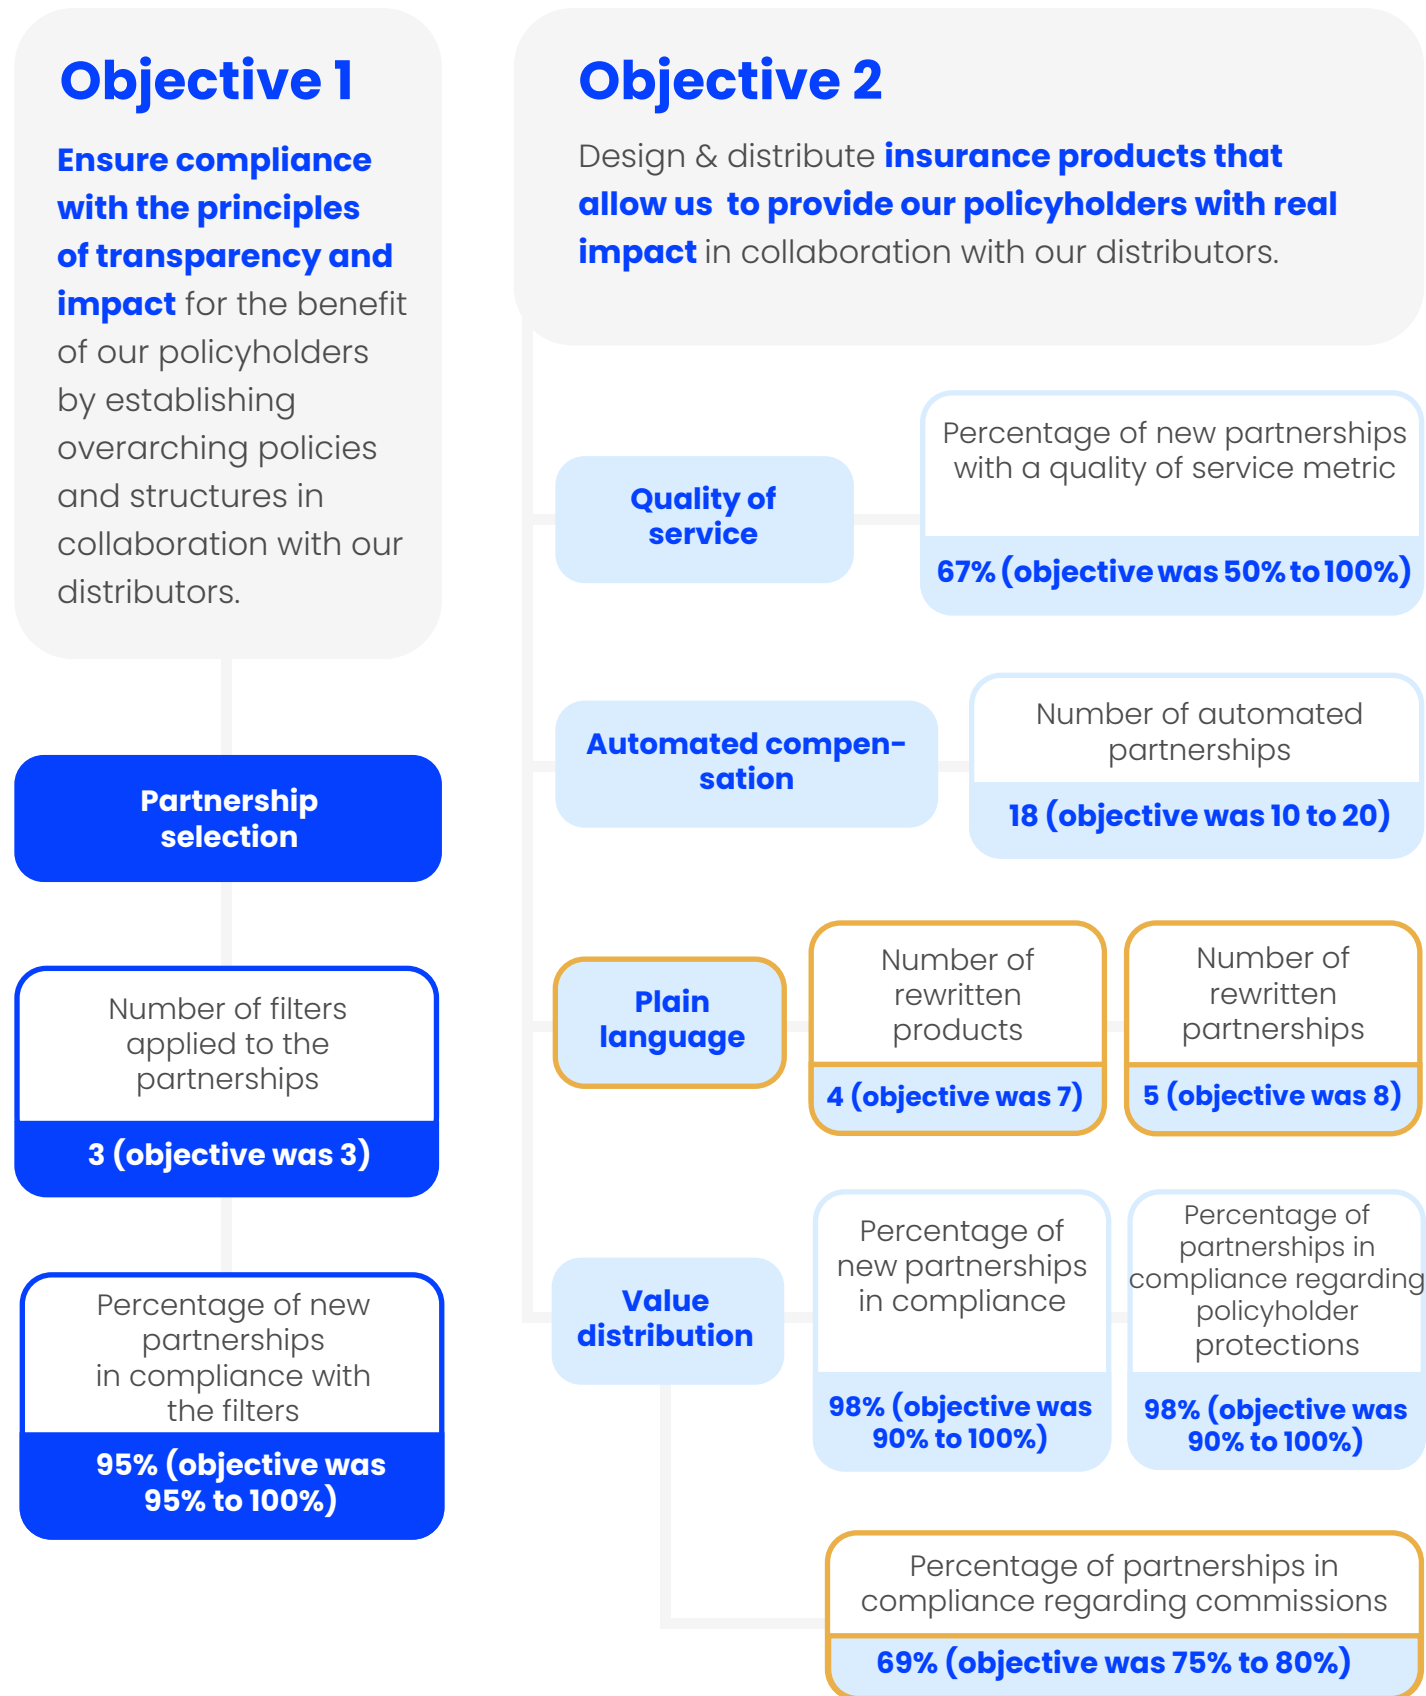 Objective 1
Ensure compliance
with the principles
of transparency and
impact for the benefit
of our policyholders
by establishing
overarching policies
and structures in
collaboration with our
distributors.
Partnership
selection
Number of filters
applied to the
partnerships
3 (objective was 3)
Percentage of new
partnerships
in compliance with
the filters
95% (objective was
95% to 100%)
Objective 2
Design & distribute insurance products that
allow us to provide our policyholders with real
impact in collaboration with our distributors.
Quality of
service
Percentage of new partnerships
with a quality of service metric
67% (objective was 50% to 100%)
Automated compen-
sation
Number of automated
partnerships
18 (objective was 10 to 20)
Plain
language
Number of
rewritten
products
4 (objective was 7)
Number of
rewritten
partnerships
5 (objective was 8)
Value
distribution
Percentage of
new partnerships
in compliance
98% (objective was
90% to 100%)
Percentage of
partnerships in
compliance regarding
policyholder
protections
98% (objective was
90% to 100%)
Percentage of partnerships in
compliance regarding commissions
69% (objective was 75% to 80%)